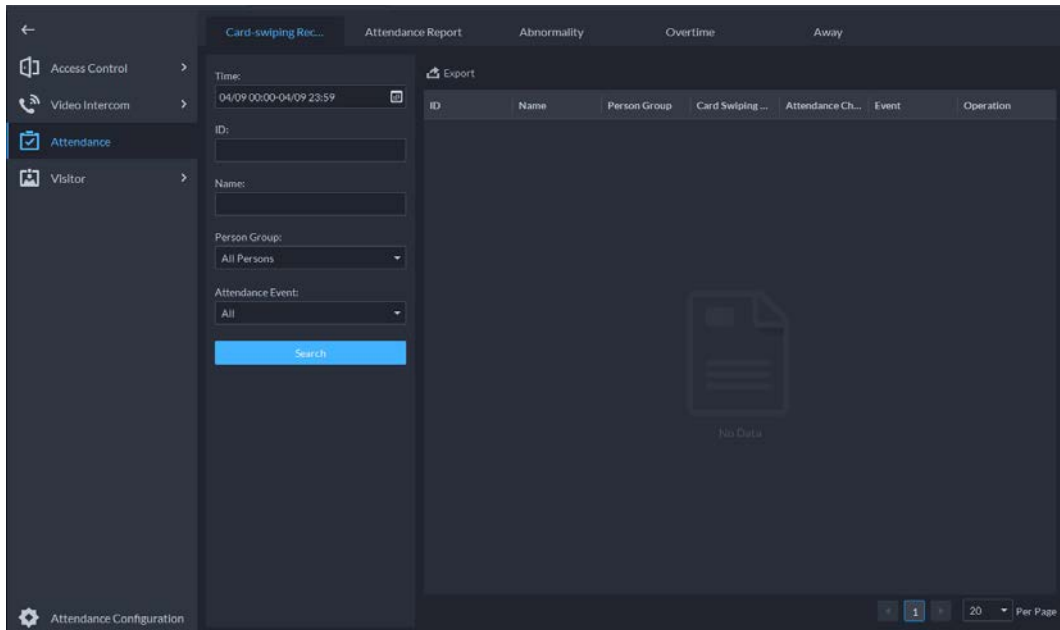 Card-swiping Rec... Attendance Report Abnormality Overtime Away
Access Control
Video Intercom
Attendance
Visitor
Attendance Configuration
Time:
04/09 00:00-04/09 23:59
ID:
Name:
Person Group:
All Persons
Attendance Event:
All
Search
Export
ID Name Person Group Card Swiping ... Attendance Ch... Event Operation
No Data
1 20 Per Page